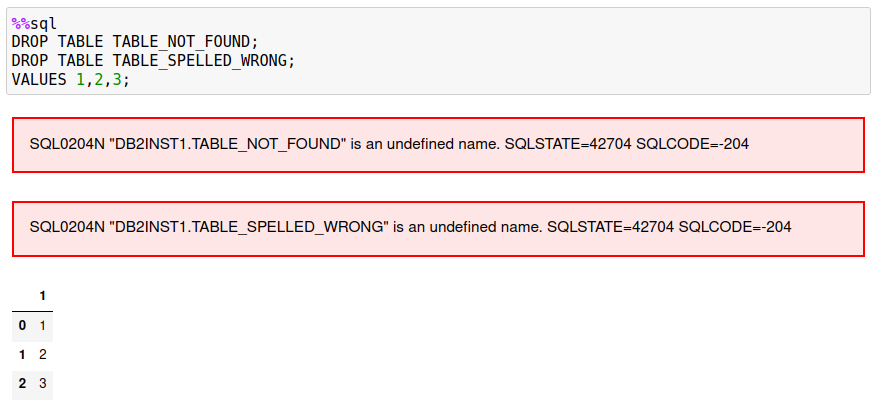 %%sql
DROP TABLE TABLE_NOT_FOUND;
DROP TABLE TABLE_SPELLED_WRONG;
VALUES 1,2,3;
SQL0204N "DB2INST1.TABLE_NOT_FOUND" is an undefined name. SQLSTATE=42704 SQLCODE=-204
SQL0204N "DB2INST1.TABLE_SPELLED_WRONG" is an undefined name. SQLSTATE=42704 SQLCODE=-204
1
0 1
1 2
2 3